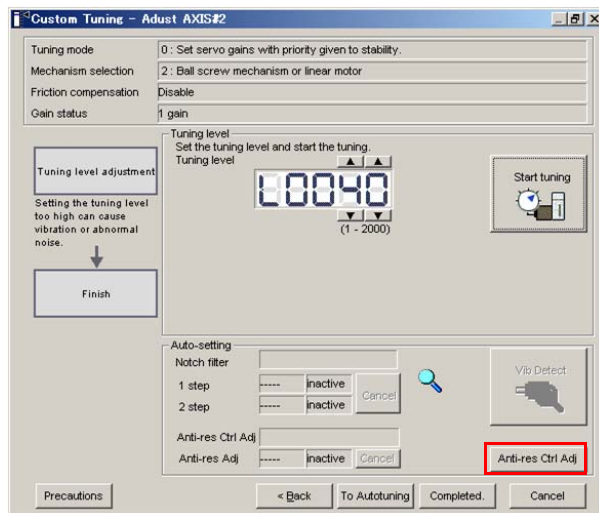 Custom Tuning - Adust AXIS#2
Tuning mode
0 : Set servo gains with priority given to stability.
Mechanism selection
2 : Ball screw mechanism or linear motor
Friction compensation
Disable
Gain status
1 gain
Tuning level
Set the tuning level and start the tuning.
Tuning level
L0040
(1 - 2000)
Start tuning
Tuning level adjustment
Setting the tuning level
too high can cause
vibration or abnormal
noise.
Finish
Auto-setting
Notch filter
1 step
-----
inactive
2 step
-----
inactive
Cancel
Vib Detect
Anti-res Ctrl Adj
Anti-res Adj
-----
inactive
Cancel
Anti-res Ctrl Adj
Precautions
< Back
To Autotuning
Completed.
Cancel